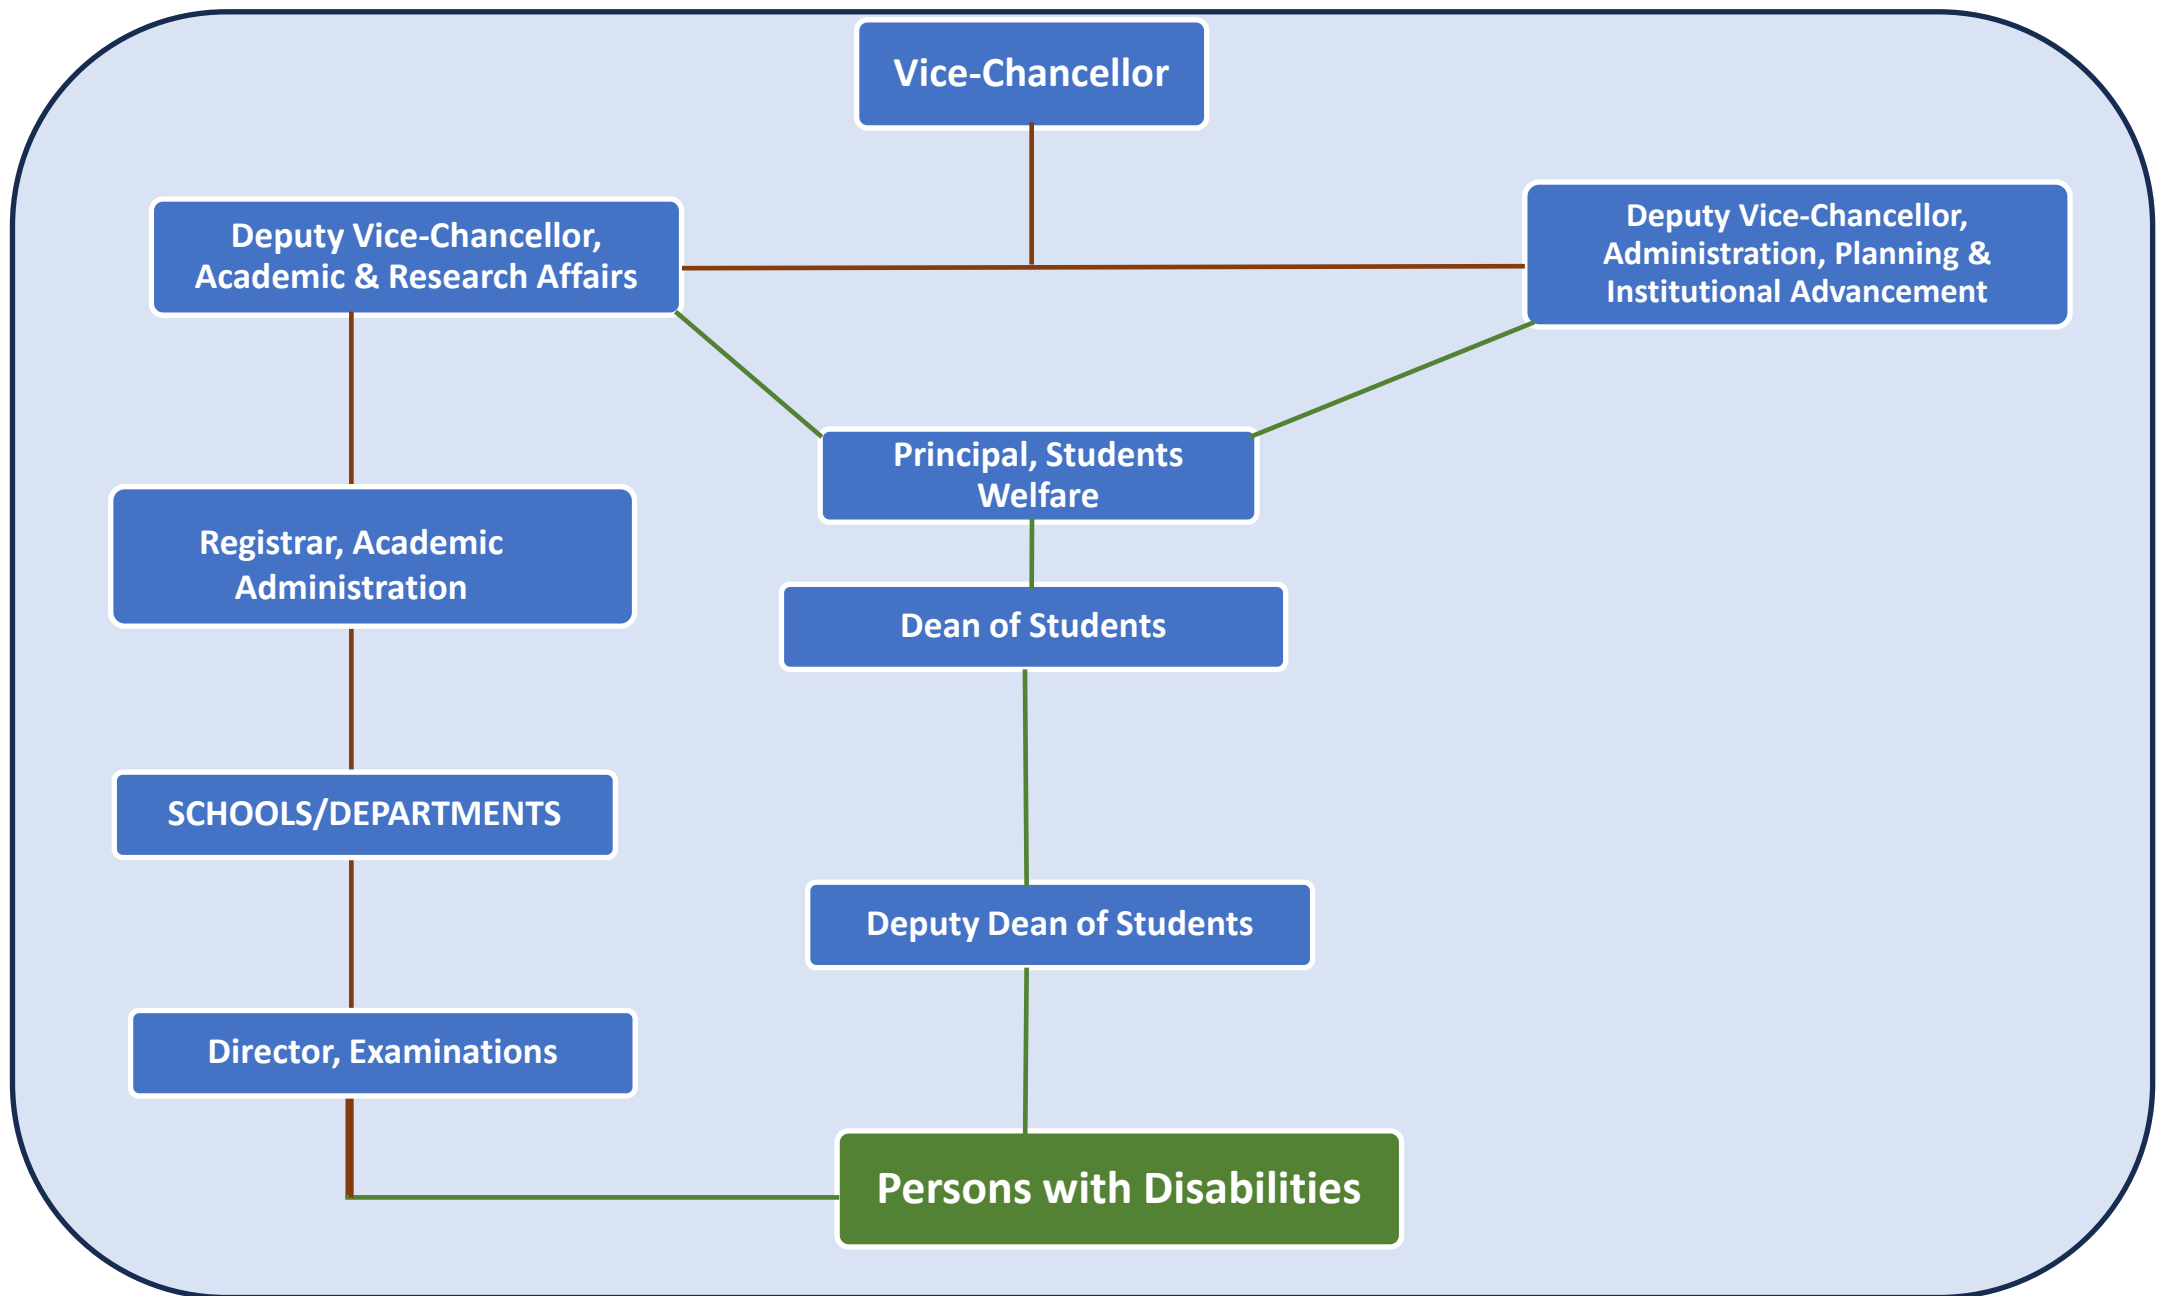 Vice-Chancellor
Deputy Vice-Chancellor,
Academic & Research Affairs
Deputy Vice-Chancellor,
Administration, Planning &
Institutional Advancement
Principal, Students
Welfare
Registrar, Academic
Administration
Dean of Students
SCHOOLS/DEPARTMENTS
Deputy Dean of Students
Director, Examinations
Persons with Disabilities